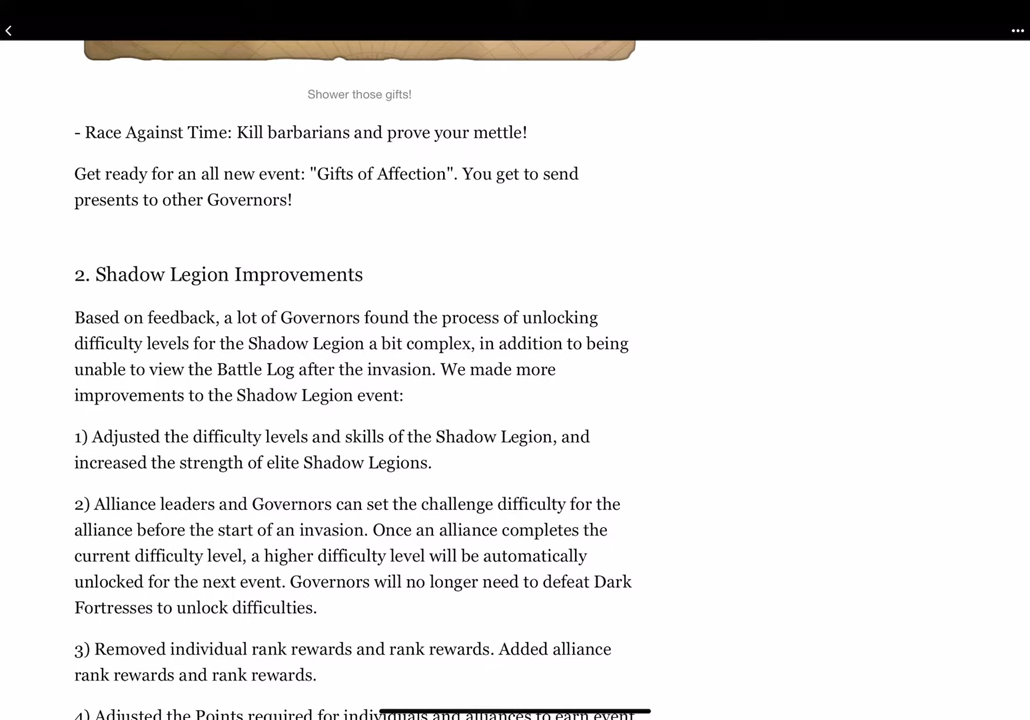 Shower those gifts!
- Race Against Time: Kill barbarians and prove your mettle!
Get ready for an all new event: "Gifts of Affection". You get to send
presents to other Governors!
2. Shadow Legion Improvements
Based on feedback, a lot of Governors found the process of unlocking
difficulty levels for the Shadow Legion a bit complex, in addition to being
unable to view the Battle Log after the invasion. We made more
improvements to the Shadow Legion event:
1) Adjusted the difficulty levels and skills of the Shadow Legion, and
increased the strength of elite Shadow Legions.
2) Alliance leaders and Governors can set the challenge difficulty for the
alliance before the start of an invasion. Once an alliance completes the
current difficulty level, a higher difficulty level will be automatically
unlocked for the next event. Governors will no longer need to defeat Dark
Fortresses to unlock difficulties.
3) Removed individual rank rewards and rank rewards. Added alliance
rank rewards and rank rewards.
4) Adjusted the Points required for individuals and alliances to earn event